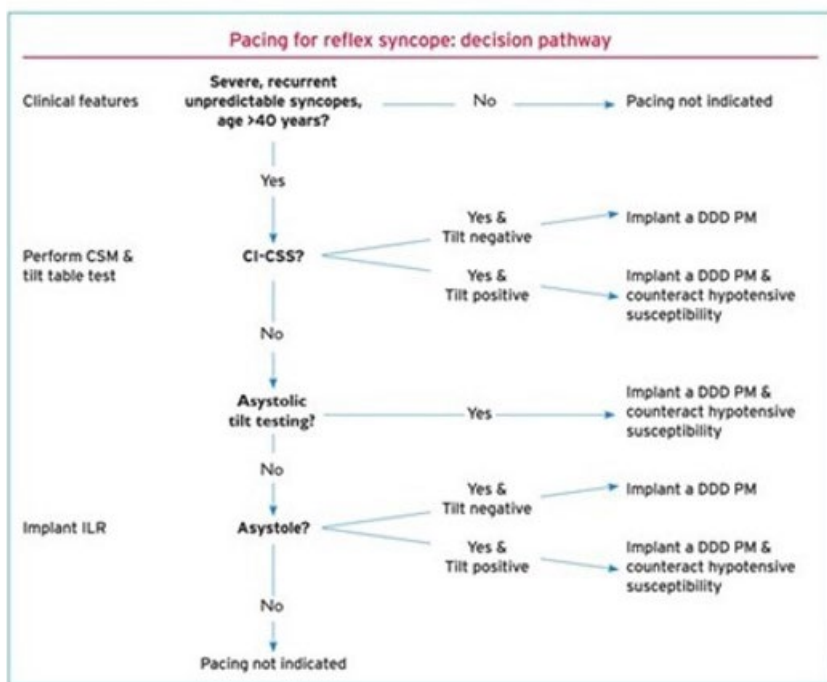 Pacing for reflex syncope: decision pathway
Clinical features
Severe, recurrent
unpredictable syncopes,
age >40 years?
No
Pacing not indicated
Yes
Perform CSM &
tilt table test
CI-CSS?
Yes &
Tilt negative
Implant a DDD PM
Yes &
Tilt positive
Implant a DDD PM &
counteract hypotensive
susceptibility
No
Asystolic
tilt testing?
Yes
Implant a DDD PM &
counteract hypotensive
susceptibility
No
Implant ILR
Asystole?
Yes &
Tilt negative
Implant a DDD PM
Yes &
Tilt positive
Implant a DDD PM &
counteract hypotensive
susceptibility
No
Pacing not indicated